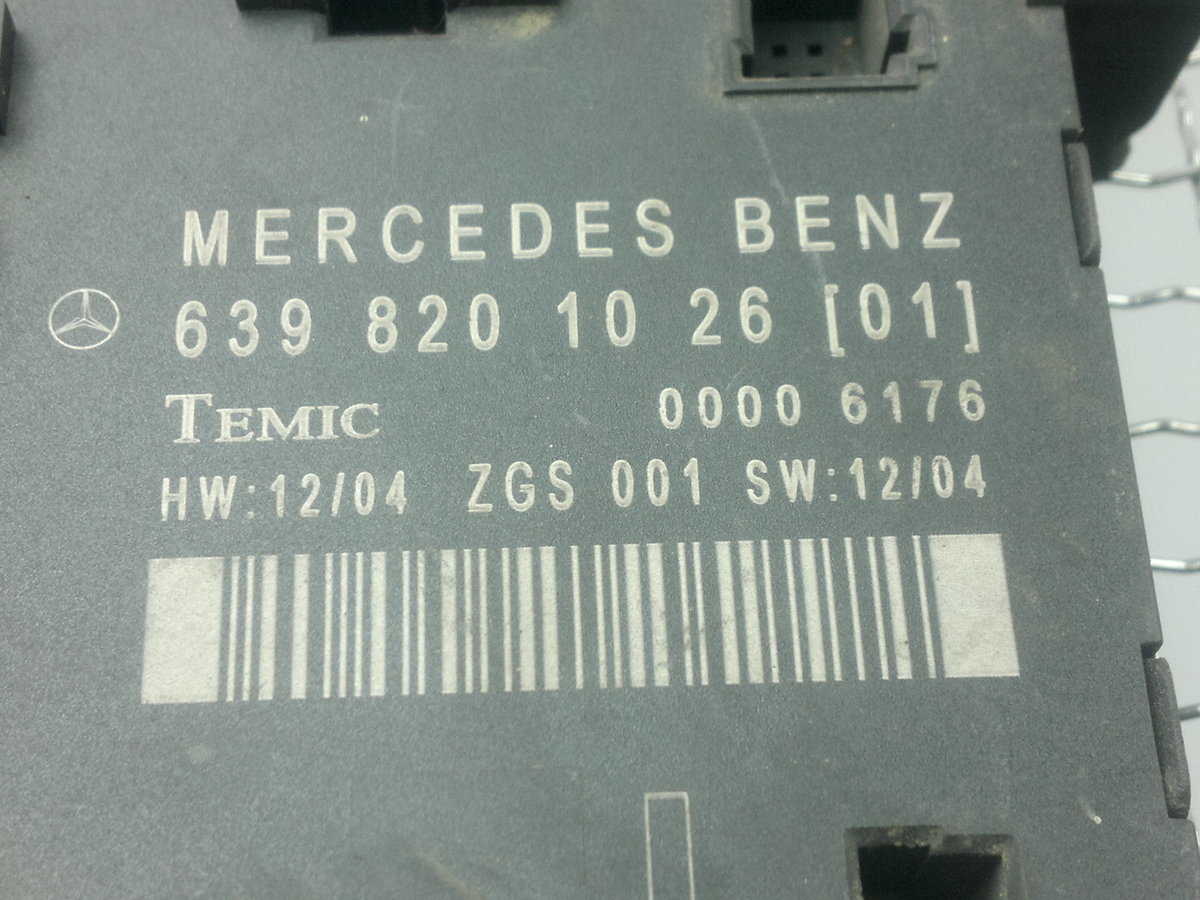 MERCEDES BENZ
639 820 10 26 [01]
TEMIC 0000 6176
HW:12/04 ZGS 001 SW:12/04